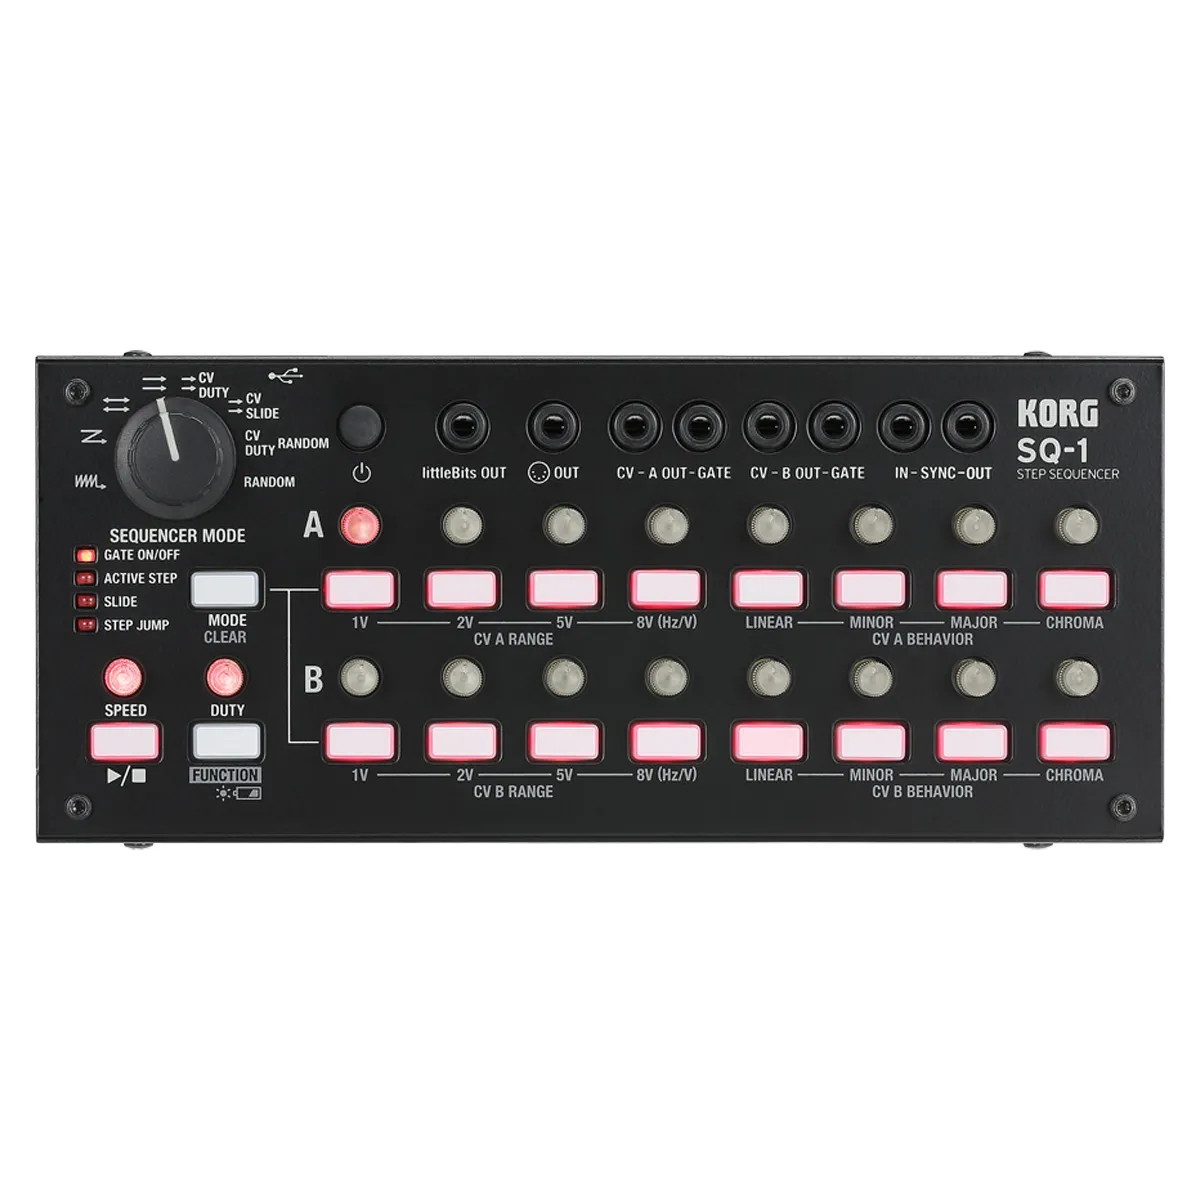 CV
DUTY
CV
SLIDE
CV
DUTY RANDOM
RANDOM
SEQUENCER MODE
littleBits OUT
OUT
CV - A OUT - GATE
CV - B OUT - GATE
IN - SYNC - OUT
KORG
SQ-1
STEP SEQUENCER
GATE ON/OFF
ACTIVE STEP
SLIDE
STEP JUMP
MODE
CLEAR
SPEED
DUTY
FUNCTION
A
1V 2V 5V 8V (Hz/V) LINEAR MINOR MAJOR CHROMA
CV A RANGE CV A BEHAVIOR
B
1V 2V 5V 8V (Hz/V) LINEAR MINOR MAJOR CHROMA
CV B RANGE CV B BEHAVIOR